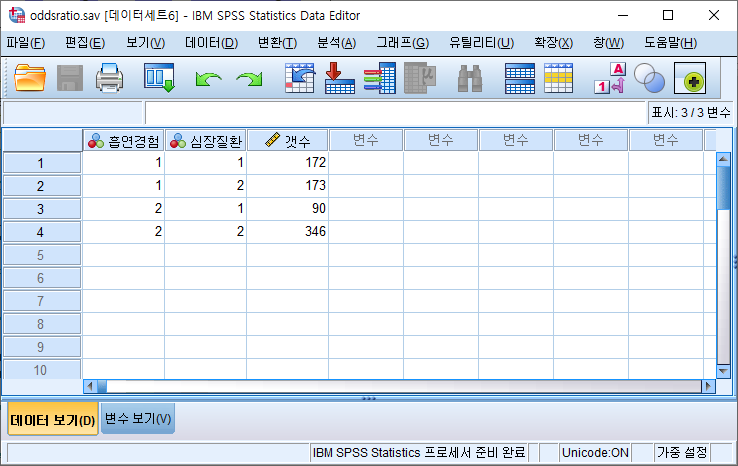 oddsratio.sav [데이터세트6] - IBM SPSS Statistics Data Editor
파일(F) 편집(E) 보기(V) 데이터(D) 변환(T) 분석(A) 그래프(G) 유틸리티(U) 확장(X) 창(W) 도움말(H)
표시: 3 / 3 변수
흡연경험 심장질환 갯수 변수 변수 변수 변수 변수
1 1 1 172
2 1 2 173
3 2 1 90
4 2 2 346
5
6
7
8
9
10
데이터 보기(D) 변수 보기(V)
IBM SPSS Statistics 프로세서 준비 완료 Unicode:ON 가중 설정